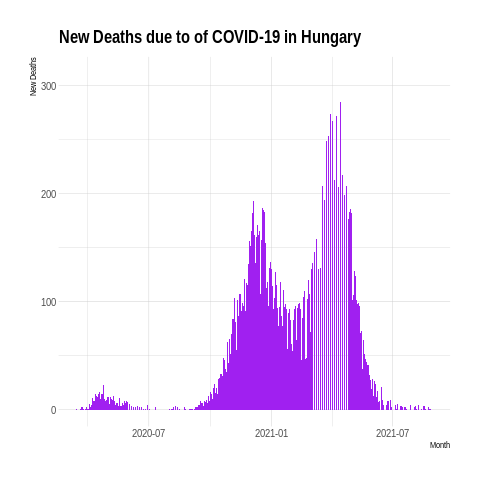 New Deaths due to of COVID-19 in Hungary
New Deaths
300
200
100
0
2020-07
2021-01
2021-07
Month